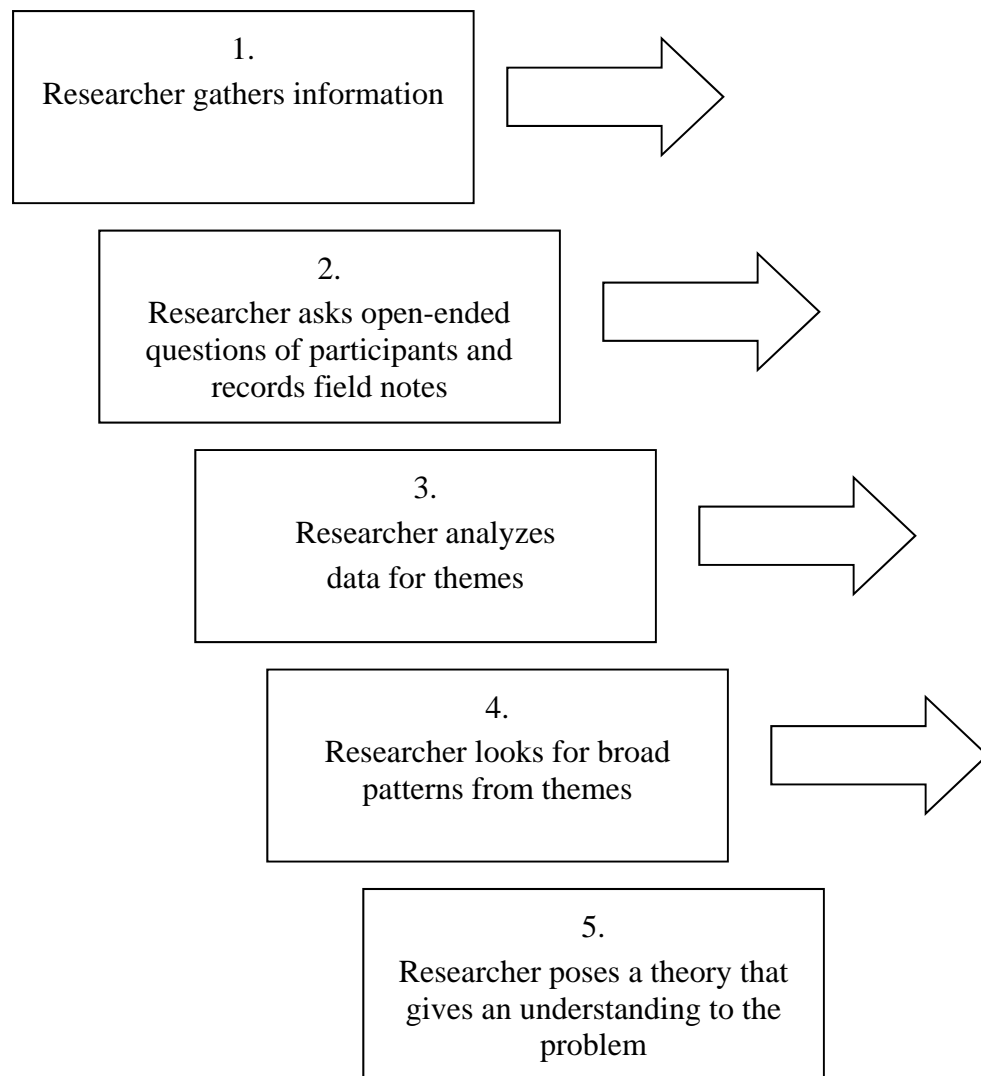 1.
Researcher gathers information
2.
Researcher asks open-ended
questions of participants and
records field notes
3.
Researcher analyzes
data for themes
4.
Researcher looks for broad
patterns from themes
5.
Researcher poses a theory that
gives an understanding to the
problem